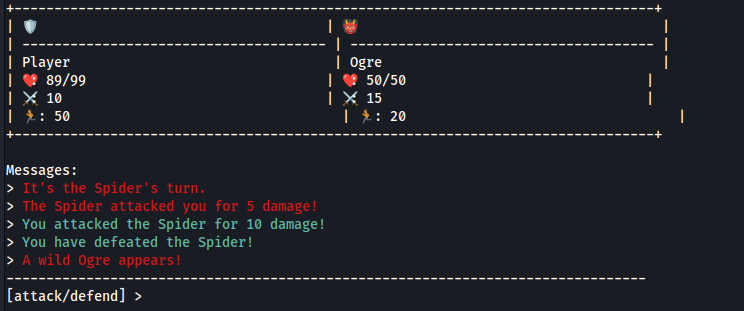 +-------------------------------------------------------------------------------+
| 🛡️ | 👹 |
| -------------------------------------- | -------------------------------------- |
| Player | Ogre |
| ❤️: 89/99 | ❤️: 50/50 |
| ⚔️ 10 | ⚔️ 15 |
| 🏃: 50 | 🏃: 20 |
+-------------------------------------------------------------------------------+
Messages:
> It's the Spider's turn.
> The Spider attacked you for 5 damage!
> You attacked the Spider for 10 damage!
> You have defeated the Spider!
> A wild Ogre appears!
--------------------------------------------------------------------------------
[attack/defend] >